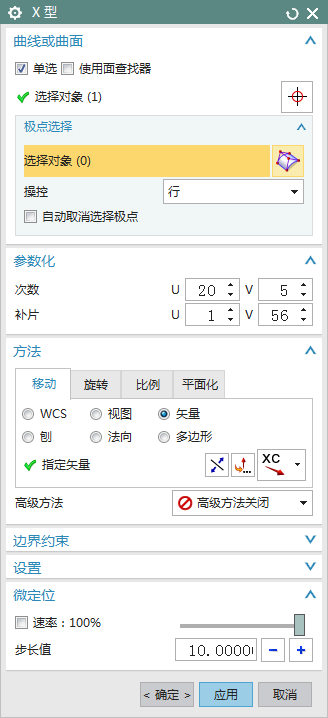 X 型
曲线或曲面
单选 使用面查找器
选择对象 (1)
极点选择
选择对象 (0)
操控 行
自动取消选择极点
参数化
次数 U 20 V 5
补片 U 1 V 56
方法
移动 旋转 比例 平面化
WCS 视图 矢量
刨 法向 多边形
指定矢量 XC
高级方法 高级方法关闭
边界约束
设置
微定位
速率：100%
步长值 10.0000
< 确定 > 应用 取消